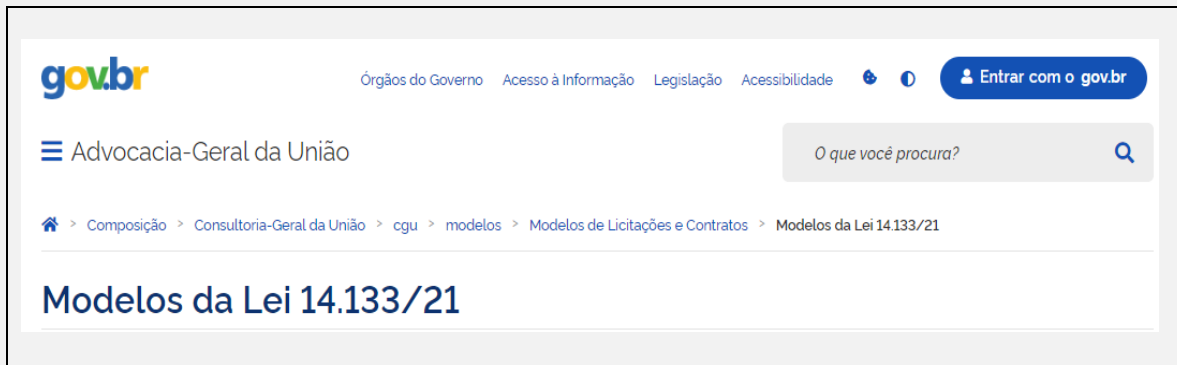 gov.br
Órgãos do Governo Acesso à Informação Legislação Acessibilidade Entrar com o gov.br
Advocacia-Geral da União
O que você procura?
> Composição > Consultoria-Geral da União > cgu > modelos > Modelos de Licitações e Contratos > Modelos da Lei 14.133/21
Modelos da Lei 14.133/21